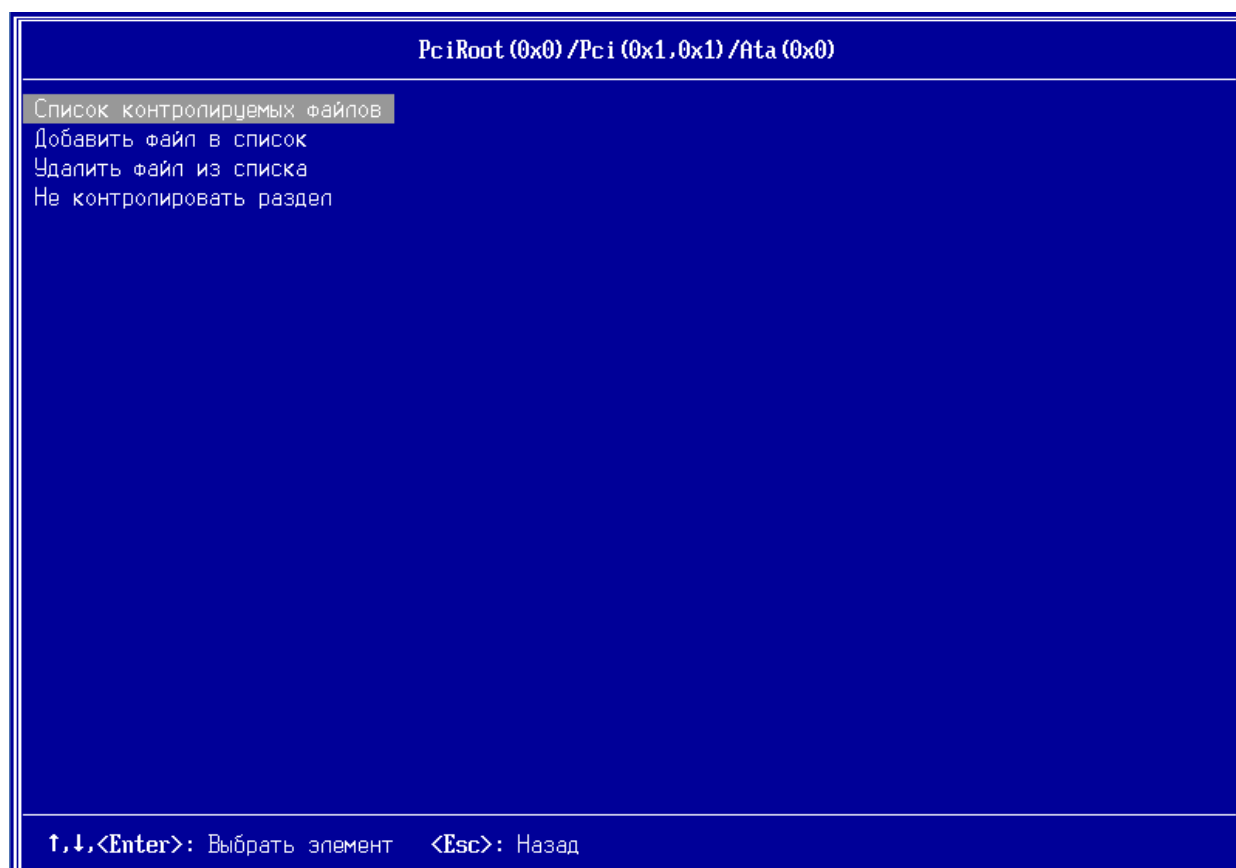 PciRoot(0x0)/Pci(0x1,0x1)/Ata(0x0)
Список контролируемых файлов
Добавить файл в список
Удалить файл из списка
Не контролировать раздел
↑,↓,<Enter>: Выбрать элемент <Esc>: Назад